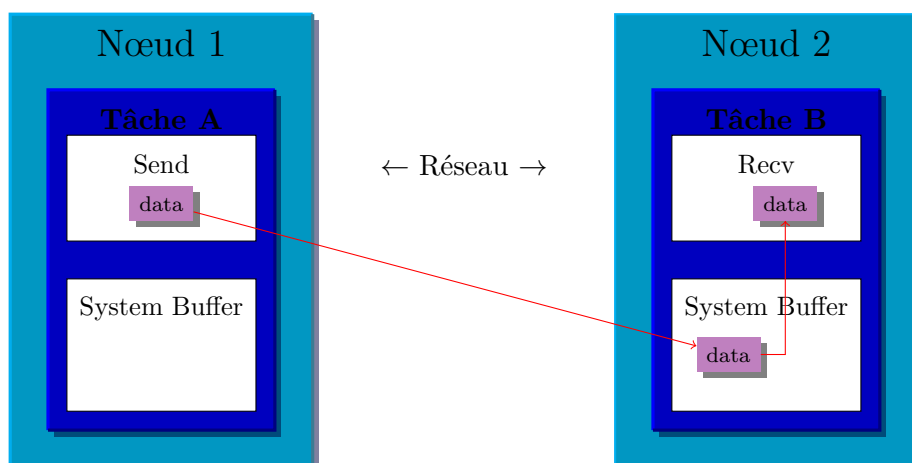 Nœud 1
Nœud 2
Tâche A
Tâche B
Send
← Réseau →
Recv
data
data
System Buffer
System Buffer
data